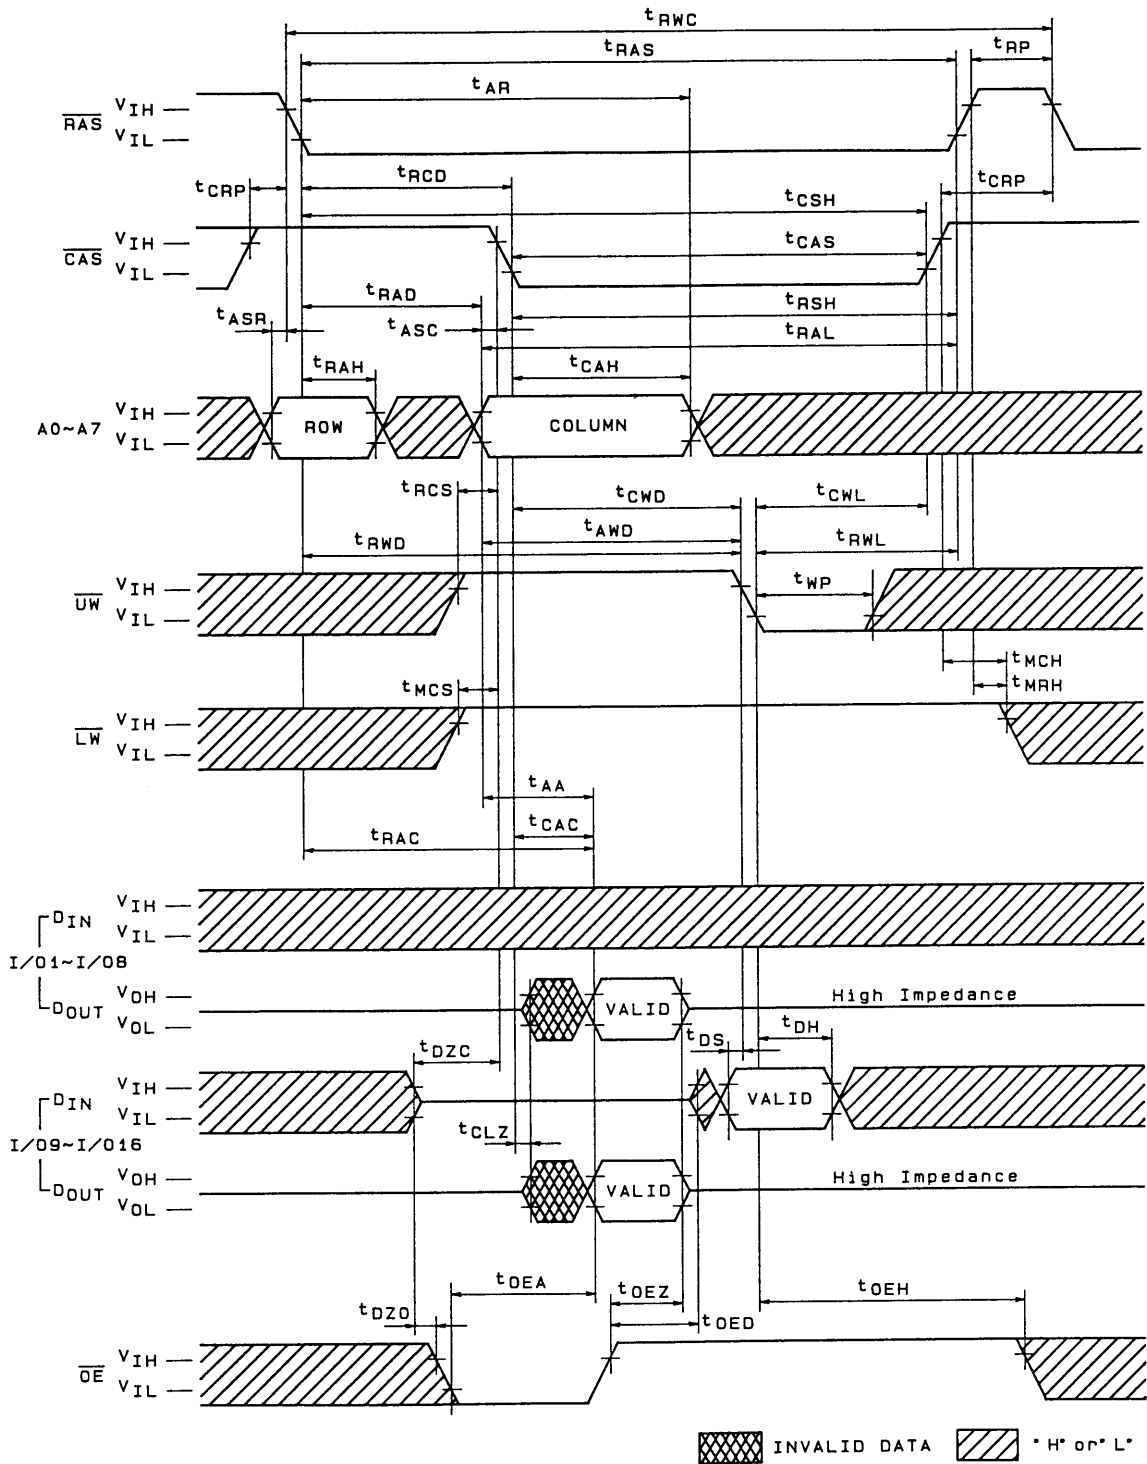 tRWC
tRAS
tRP
tAR
RAS
VIH
VIL
tCRP
tRCD
tCRP
tCSH
CAS
VIH
VIL
tCAS
tRAD
tRSH
tASR
tASC
tRAL
tRAH
tCAH
A0~A7
VIH
VIL
ROW
COLUMN
tRCS
tCWD
tCWL
tAWD
tRWD
tRWL
UW
VIH
VIL
tWP
tMCH
tMCS
tMRH
LW
VIH
VIL
tAA
tCAC
tRAC
DIN
VIH
VIL
I/O1~I/O8
DOUT
VOH
VOL
VALID
High Impedance
tDS
tDH
tDZC
DIN
VIH
VIL
VALID
I/O9~I/O16
tCLZ
DOUT
VOH
VOL
VALID
High Impedance
tOEA
tOEZ
tOEH
tDZO
tOED
OE
VIH
VIL
INVALID DATA
"H" or "L"